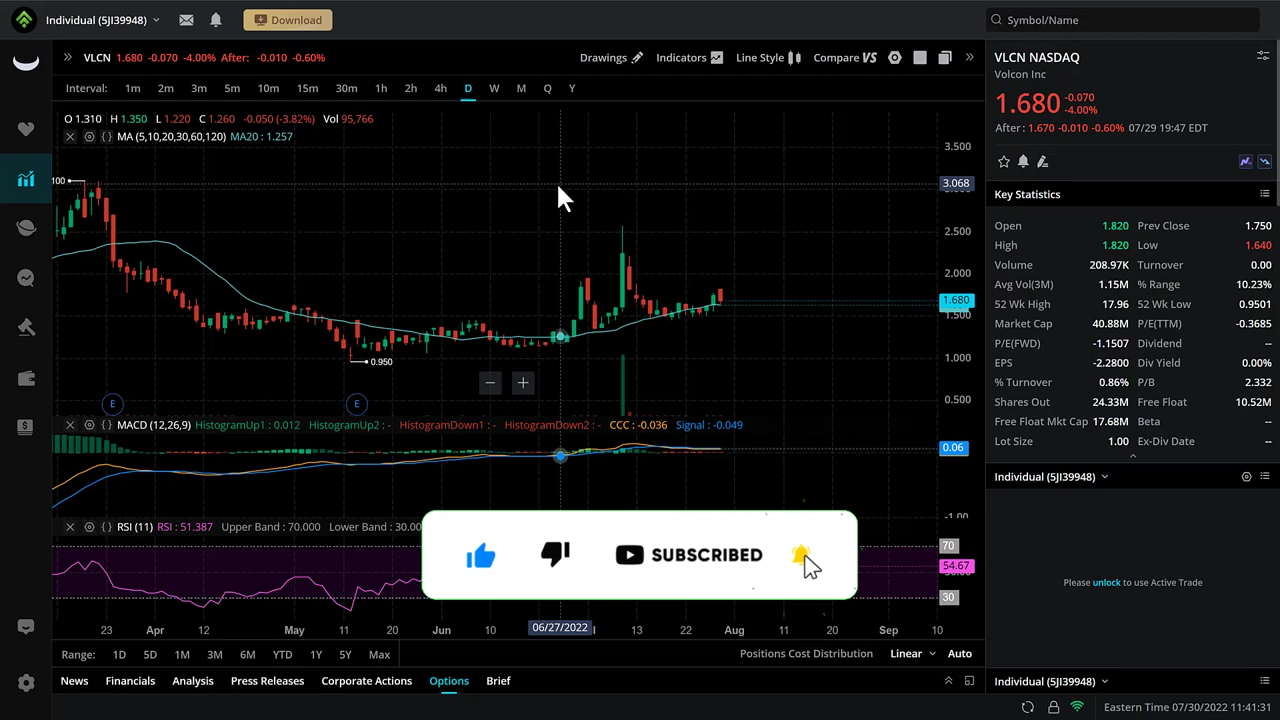 Individual (5JI39948)
Download
Symbol/Name
VLCN 1.680 -0.070 -4.00% After: -0.010 -0.60%
Drawings Indicators Line Style Compare VS
Interval: 1m 2m 3m 5m 10m 15m 30m 1h 2h 4h D W M Q Y
O 1.310 H 1.350 L 1.220 C 1.260 -0.050 (-3.82%) Vol 95,766
MA (5,10,20,30,60,120) MA20 : 1.257
100
3.500
3.068
2.500
2.000
1.680
1.500
1.000
0.500
0.950
E E
MACD (12,26,9) HistogramUp1 : 0.012 HistogramUp2 : - HistogramDown1 : - HistogramDown2 : - CCC : -0.036 Signal : -0.049
0.06
-1.00
RSI (11) RSI : 51.387 Upper Band : 70.000 Lower Band : 30.00
70
54.67
30
SUBSCRIBED
23 Apr 12 May 11 20 Jun 10 06/27/2022 13 22 Aug 11 20 Sep 10
Range: 1D 5D 1M 3M 6M YTD 1Y 5Y Max
Positions Cost Distribution Linear Auto
News Financials Analysis Press Releases Corporate Actions Options Brief
VLCN NASDAQ
Volcon Inc
1.680 -0.070
-4.00%
After : 1.670 -0.010 -0.60% 07/29 19:47 EDT
Key Statistics
Open 1.820 Prev Close 1.750
High 1.820 Low 1.640
Volume 208.97K Turnover 0.00
Avg Vol(3M) 1.15M % Range 10.23%
52 Wk High 17.96 52 Wk Low 0.9501
Market Cap 40.88M P/E(TTM) -0.3685
P/E(FWD) -1.1507 Dividend --
EPS -2.2800 Div Yield 0.00%
% Turnover 0.86% P/B 2.332
Shares Out 24.33M Free Float 10.52M
Free Float Mkt Cap 17.68M Beta --
Lot Size 1.00 Ex-Div Date --
Individual (5JI39948)
Please unlock to use Active Trade
Individual (5JI39948)
Eastern Time 07/30/2022 11:41:31